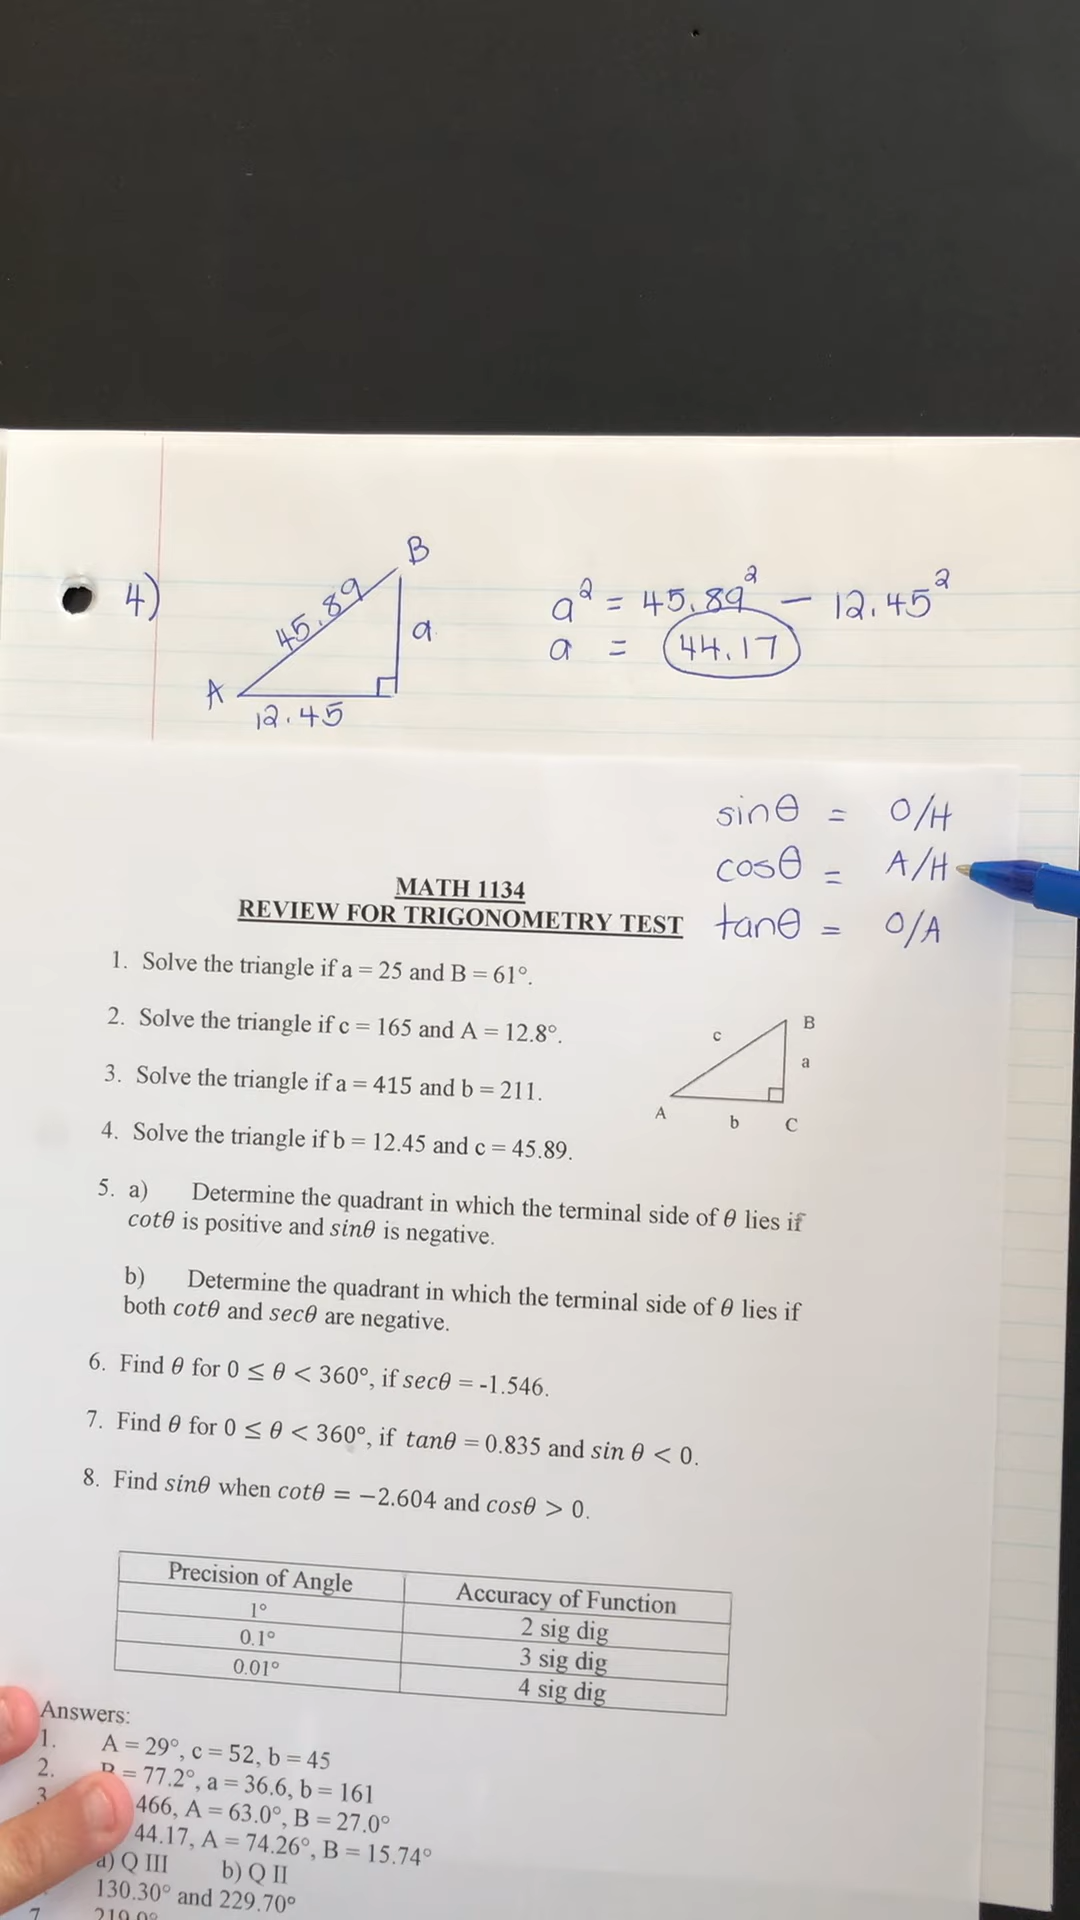 4)
B
45.89
a
A
12.45
a² = 45.89² − 12.45²
a = 44.17
sinθ = O/H
cosθ = A/H
tanθ = O/A
MATH 1134
REVIEW FOR TRIGONOMETRY TEST
1. Solve the triangle if a = 25 and B = 61°.
2. Solve the triangle if c = 165 and A = 12.8°.
3. Solve the triangle if a = 415 and b = 211.
4. Solve the triangle if b = 12.45 and c = 45.89.
B
c
a
A
b
C
5. a) Determine the quadrant in which the terminal side of θ lies if
cotθ is positive and sinθ is negative.
b) Determine the quadrant in which the terminal side of θ lies if
both cotθ and secθ are negative.
6. Find θ for 0 ≤ θ < 360°, if secθ = -1.546.
7. Find θ for 0 ≤ θ < 360°, if tanθ = 0.835 and sin θ < 0.
8. Find sinθ when cotθ = −2.604 and cosθ > 0.
Precision of Angle Accuracy of Function
1° 2 sig dig
0.1° 3 sig dig
0.01° 4 sig dig
Answers:
1. A = 29°, c = 52, b = 45
2. B = 77.2°, a = 36.6, b = 161
3 466, A = 63.0°, B = 27.0°
44.17, A = 74.26°, B = 15.74°
a) Q III b) Q II
130.30° and 229.70°
7 219.9°